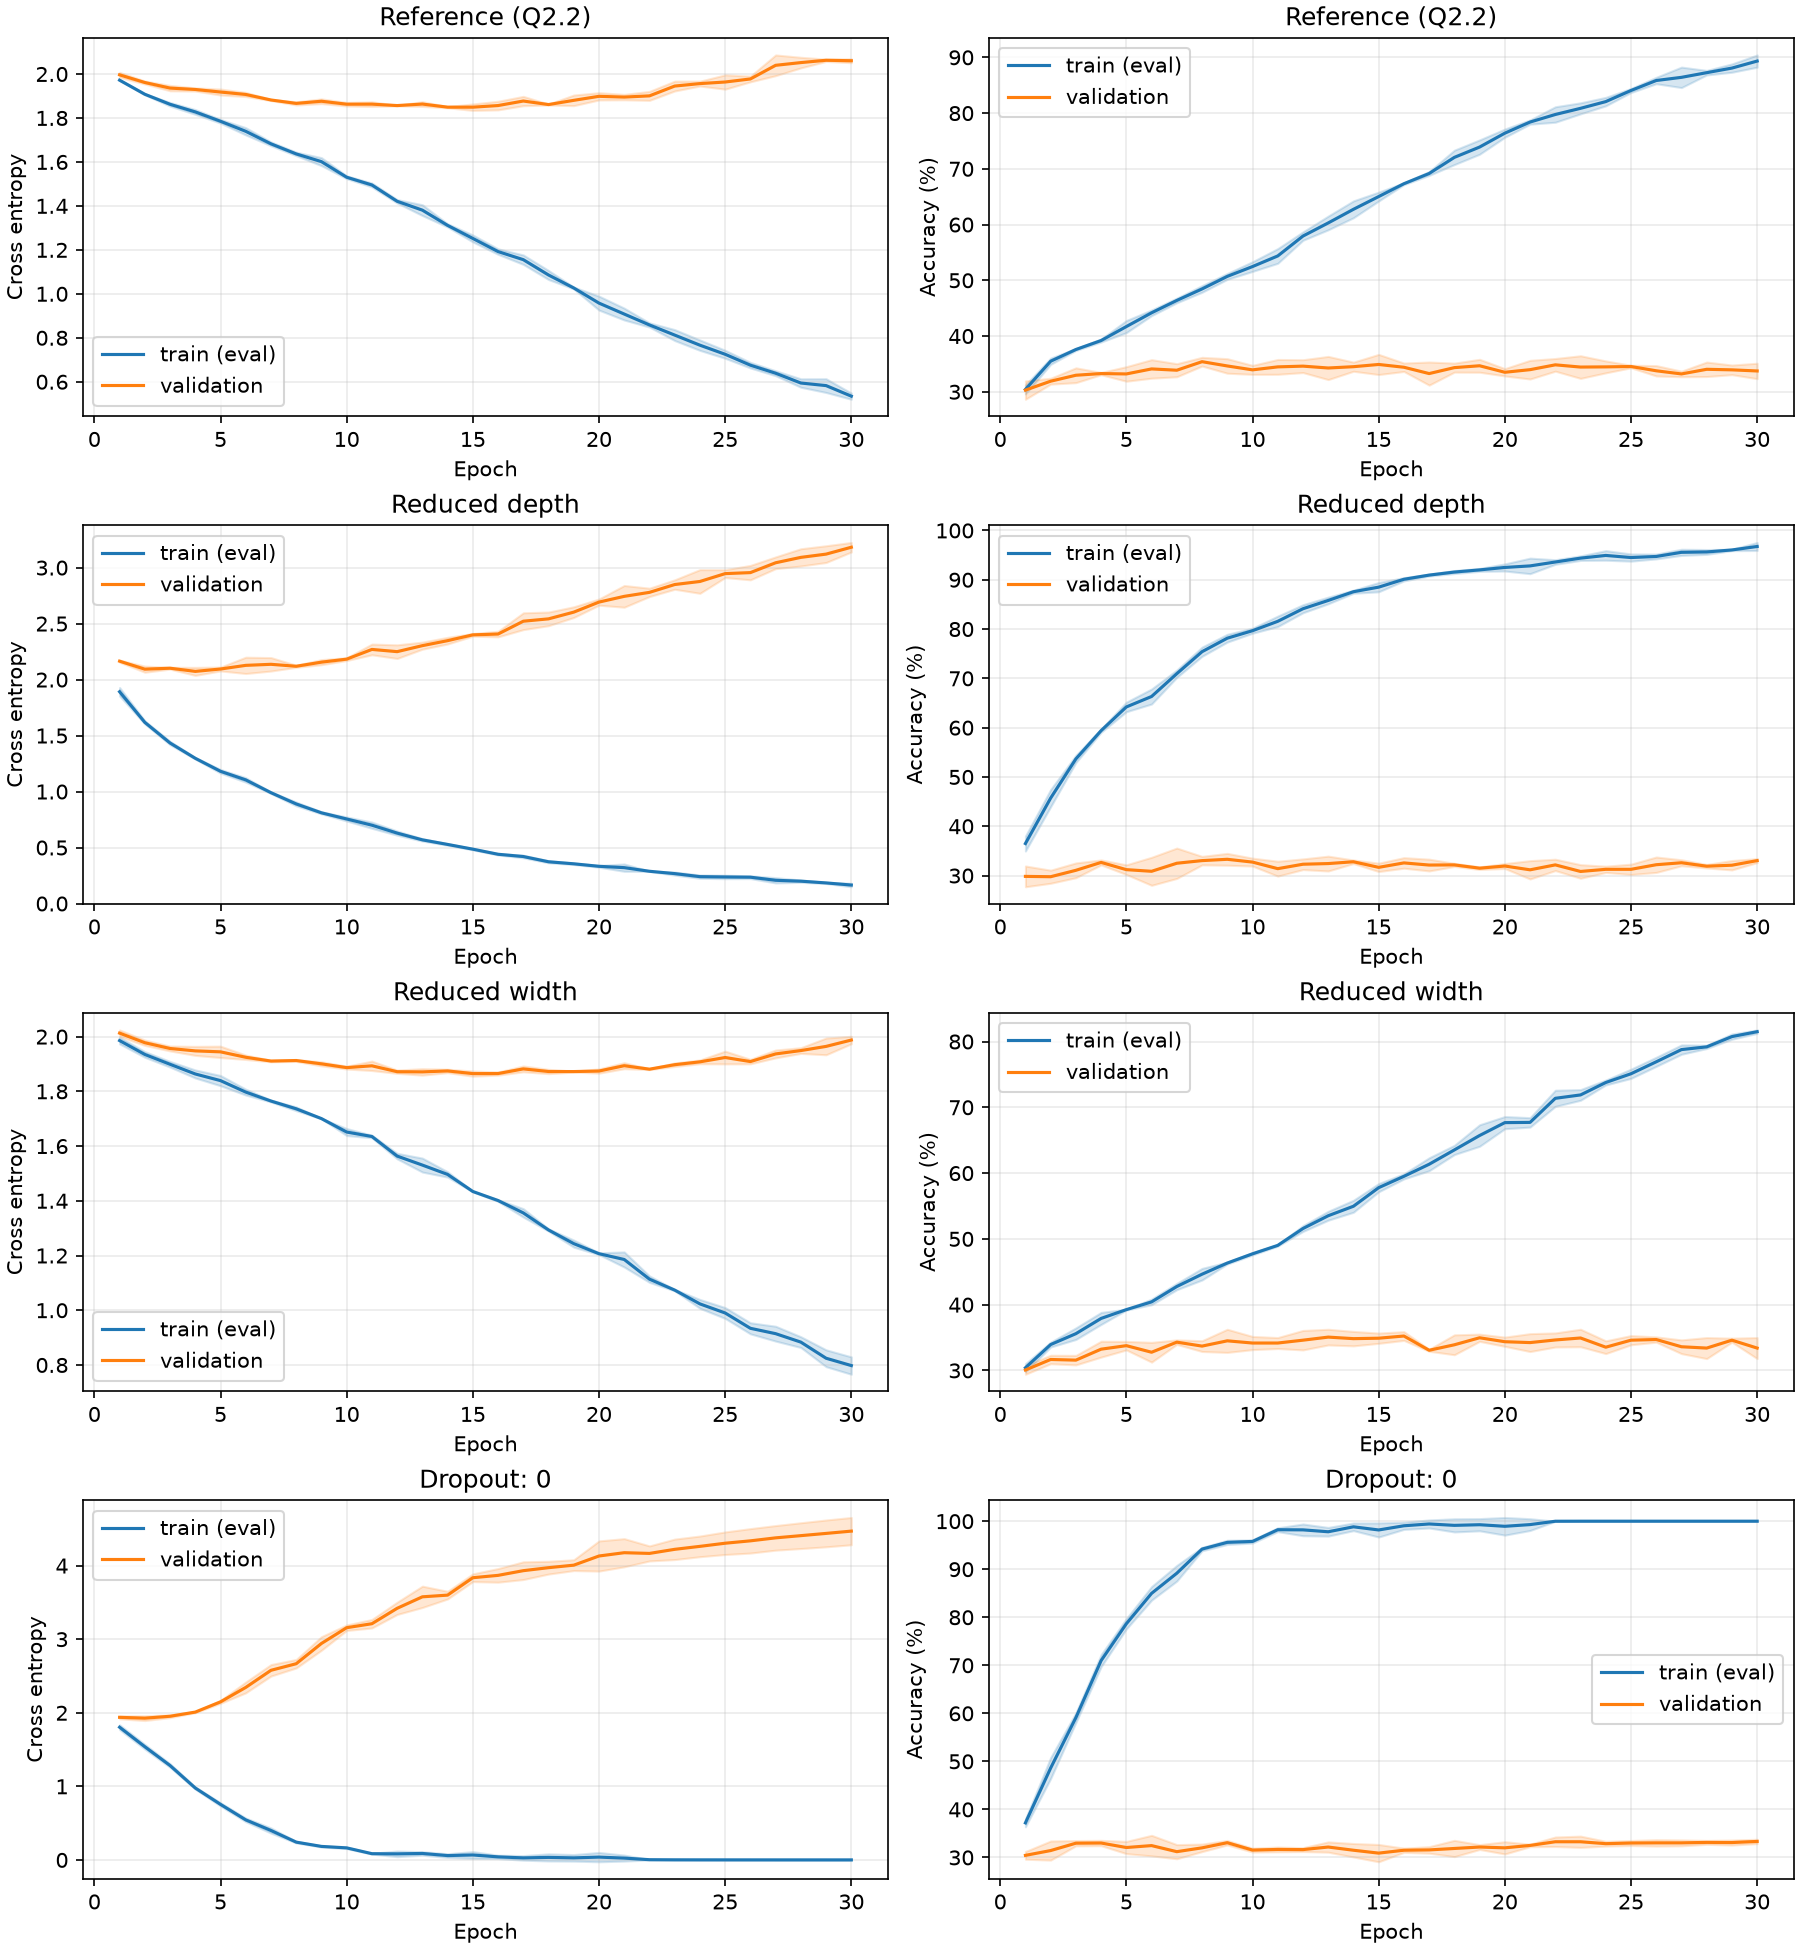 Reference (Q2.2)
Cross entropy
2.0
1.8
1.6
1.4
1.2
1.0
0.8
0.6
train (eval)
validation
0 5 10 15 20 25 30
Epoch
Reference (Q2.2)
Accuracy (%)
90
80
70
60
50
40
30
train (eval)
validation
0 5 10 15 20 25 30
Epoch
Reduced depth
Cross entropy
3.0
2.5
2.0
1.5
1.0
0.5
0.0
train (eval)
validation
0 5 10 15 20 25 30
Epoch
Reduced depth
Accuracy (%)
100
90
80
70
60
50
40
30
train (eval)
validation
0 5 10 15 20 25 30
Epoch
Reduced width
Cross entropy
2.0
1.8
1.6
1.4
1.2
1.0
0.8
train (eval)
validation
0 5 10 15 20 25 30
Epoch
Reduced width
Accuracy (%)
80
70
60
50
40
30
train (eval)
validation
0 5 10 15 20 25 30
Epoch
Dropout: 0
Cross entropy
4
3
2
1
0
train (eval)
validation
0 5 10 15 20 25 30
Epoch
Dropout: 0
Accuracy (%)
100
90
80
70
60
50
40
30
train (eval)
validation
0 5 10 15 20 25 30
Epoch